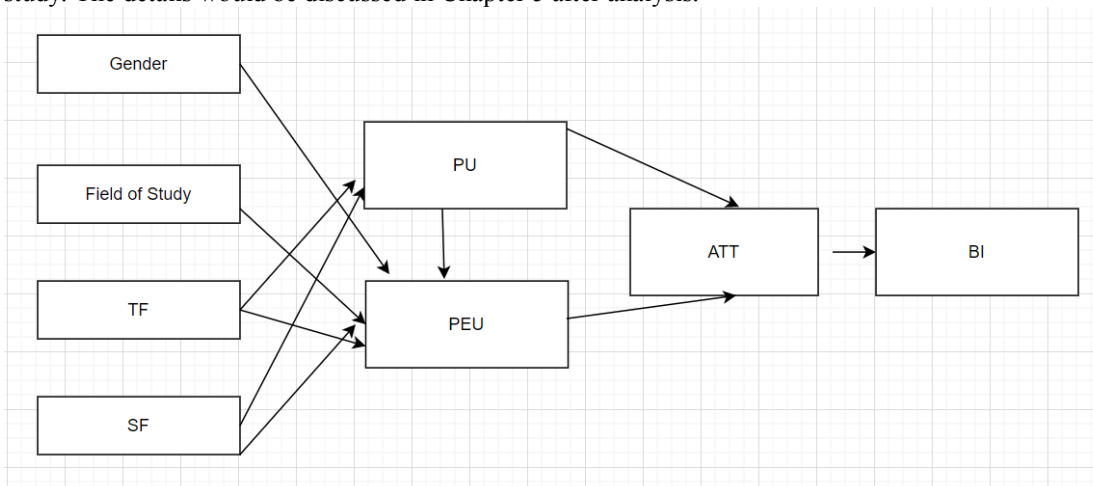 study. The details would be discussed in Chapter 3 after analysis.
Gender
PU
Field of Study
ATT
BI
TF
PEU
SF